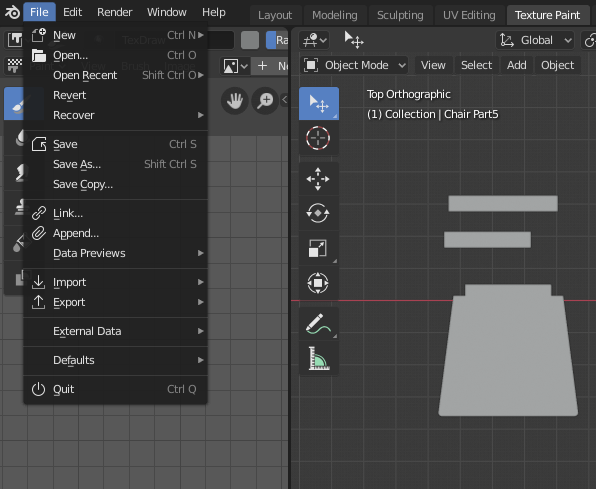 File Edit Render Window Help Layout Modeling Sculpting UV Editing Texture Paint
New Ctrl N
Open... Ctrl O
Open Recent Shift Ctrl O
Revert
Recover
Save Ctrl S
Save As... Shift Ctrl S
Save Copy...
Link...
Append...
Data Previews
Import
Export
External Data
Defaults
Quit Ctrl Q
TexDraw
Ra
Global
Object Mode View Select Add Object
Top Orthographic
(1) Collection | Chair Part5